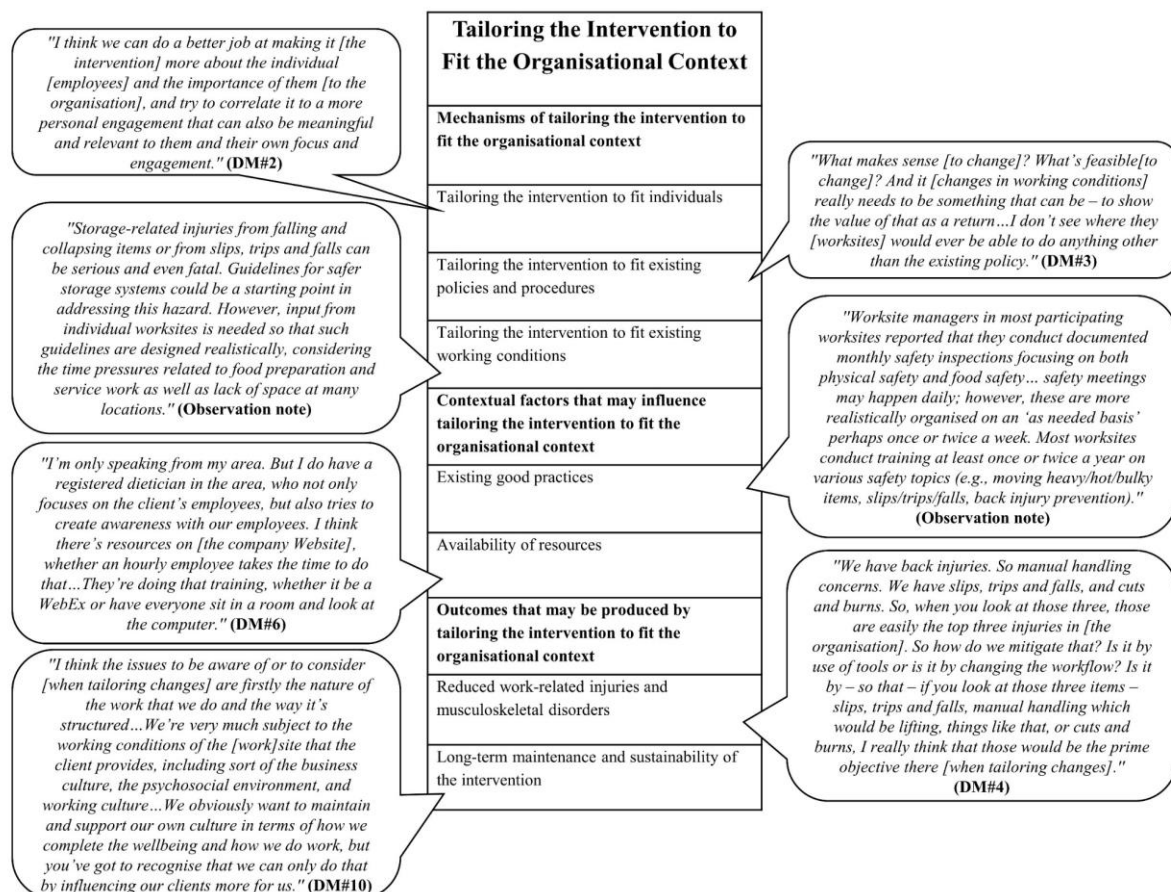 Tailoring the Intervention to
Fit the Organisational Context
Mechanisms of tailoring the intervention to
fit the organisational context
Tailoring the intervention to fit individuals
Tailoring the intervention to fit existing
policies and procedures
Tailoring the intervention to fit existing
working conditions
Contextual factors that may influence
tailoring the intervention to fit the
organisational context
Existing good practices
Availability of resources
Outcomes that may be produced by
tailoring the intervention to fit the
organisational context
Reduced work-related injuries and
musculoskeletal disorders
Long-term maintenance and sustainability of
the intervention
"I think we can do a better job at making it [the
intervention] more about the individual
[employees] and the importance of them [to the
organisation], and try to correlate it to a more
personal engagement that can also be meaningful
and relevant to them and their own focus and
engagement." (DM#2)
"Storage-related injuries from falling and
collapsing items or from slips, trips and falls can
be serious and even fatal. Guidelines for safer
storage systems could be a starting point in
addressing this hazard. However, input from
individual worksites is needed so that such
guidelines are designed realistically, considering
the time pressures related to food preparation and
service work as well as lack of space at many
locations." (Observation note)
"I'm only speaking from my area. But I do have a
registered dietician in the area, who not only
focuses on the client's employees, but also tries to
create awareness with our employees. I think
there's resources on [the company Website],
whether an hourly employee takes the time to do
that…They're doing that training, whether it be a
WebEx or have everyone sit in a room and look at
the computer." (DM#6)
"I think the issues to be aware of or to consider
[when tailoring changes] are firstly the nature of
the work that we do and the way it's
structured…We're very much subject to the
working conditions of the [work]site that the
client provides, including sort of the business
culture, the psychosocial environment, and
working culture…We obviously want to maintain
and support our own culture in terms of how we
complete the wellbeing and how we do work, but
you've got to recognise that we can only do that
by influencing our clients more for us." (DM#10)
"What makes sense [to change]? What's feasible[to
change]? And it [changes in working conditions]
really needs to be something that can be – to show
the value of that as a return…I don't see where they
[worksites] would ever be able to do anything other
than the existing policy." (DM#3)
"Worksite managers in most participating
worksites reported that they conduct documented
monthly safety inspections focusing on both
physical safety and food safety… safety meetings
may happen daily; however, these are more
realistically organised on an 'as needed basis'
perhaps once or twice a week. Most worksites
conduct training at least once or twice a year on
various safety topics (e.g., moving heavy/hot/bulky
items, slips/trips/falls, back injury prevention)."
(Observation note)
"We have back injuries. So manual handling
concerns. We have slips, trips and falls, and cuts
and burns. So, when you look at those three, those
are easily the top three injuries in [the
organisation]. So how do we mitigate that? Is it by
use of tools or is it by changing the workflow? Is it
by – so that – if you look at those three items –
slips, trips and falls, manual handling which
would be lifting, things like that, or cuts and
burns, I really think that those would be the prime
objective there [when tailoring changes]."
(DM#4)